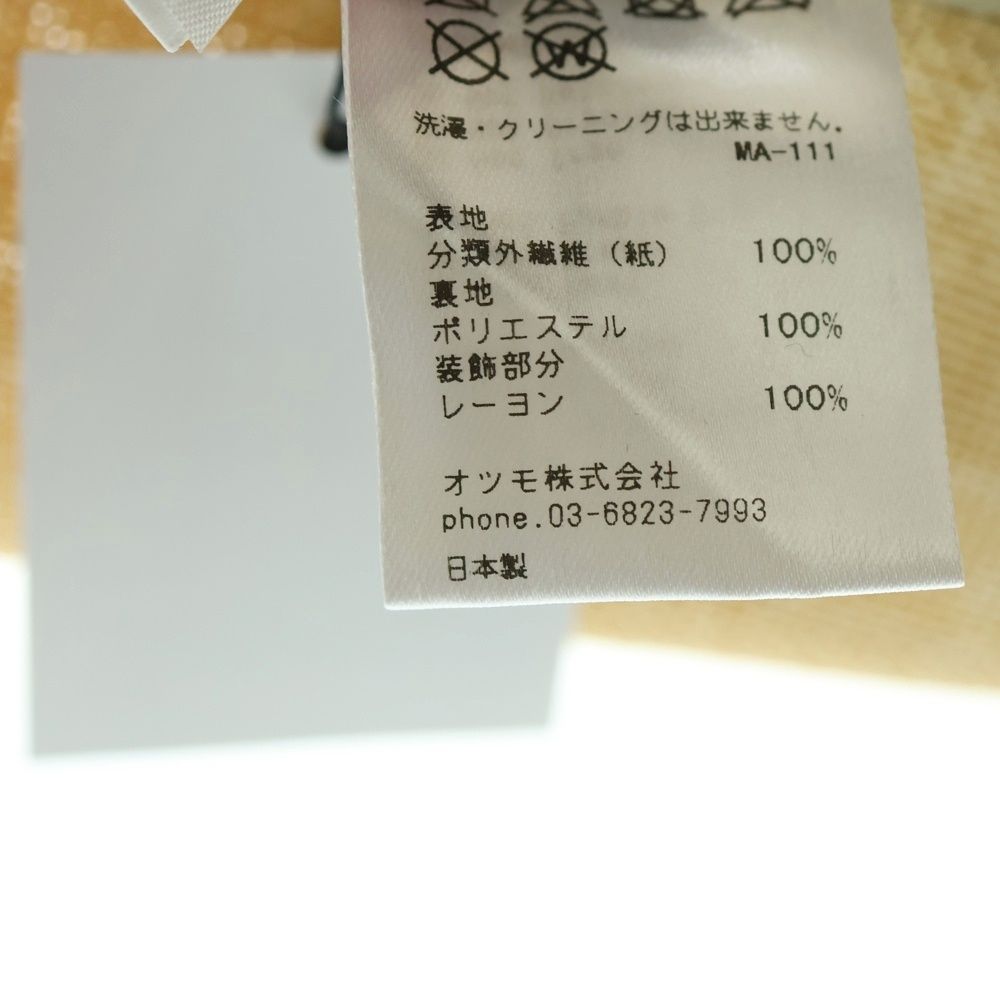 洗濯・クリーニングは出来ません.
MA-111
表地
分類外繊維（紙） 100%
裏地
ポリエステル 100%
装飾部分
レーヨン 100%
オツモ株式会社
phone.03-6823-7993
日本製